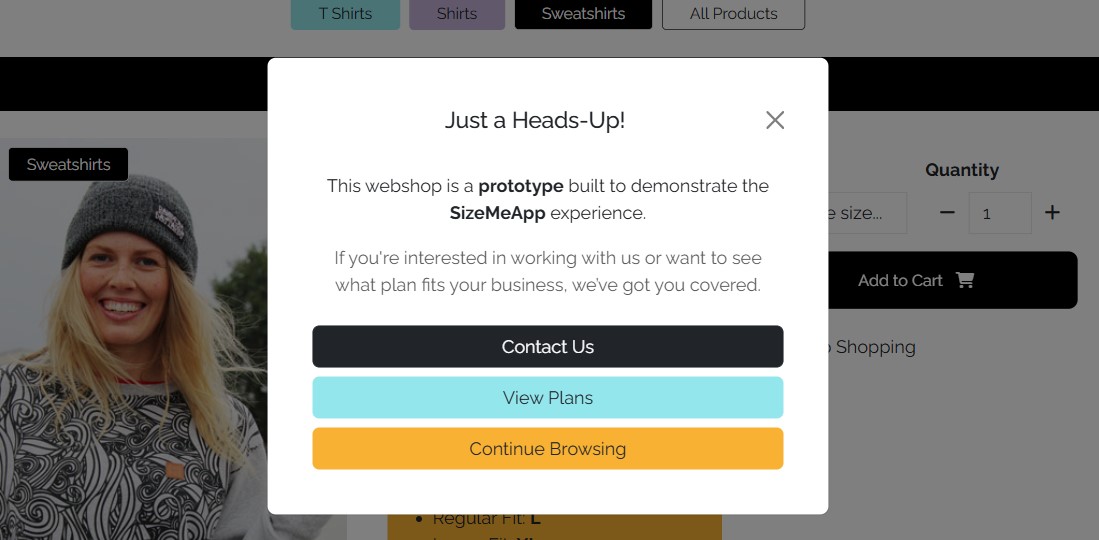 T Shirts
Shirts
Sweatshirts
All Products
Just a Heads-Up!
This webshop is a prototype built to demonstrate the
SizeMeApp experience.
If you're interested in working with us or want to see
what plan fits your business, we've got you covered.
Contact Us
View Plans
Continue Browsing
Sweatshirts
Quantity
size...
1
Add to Cart
Shopping
Regular Fit: L